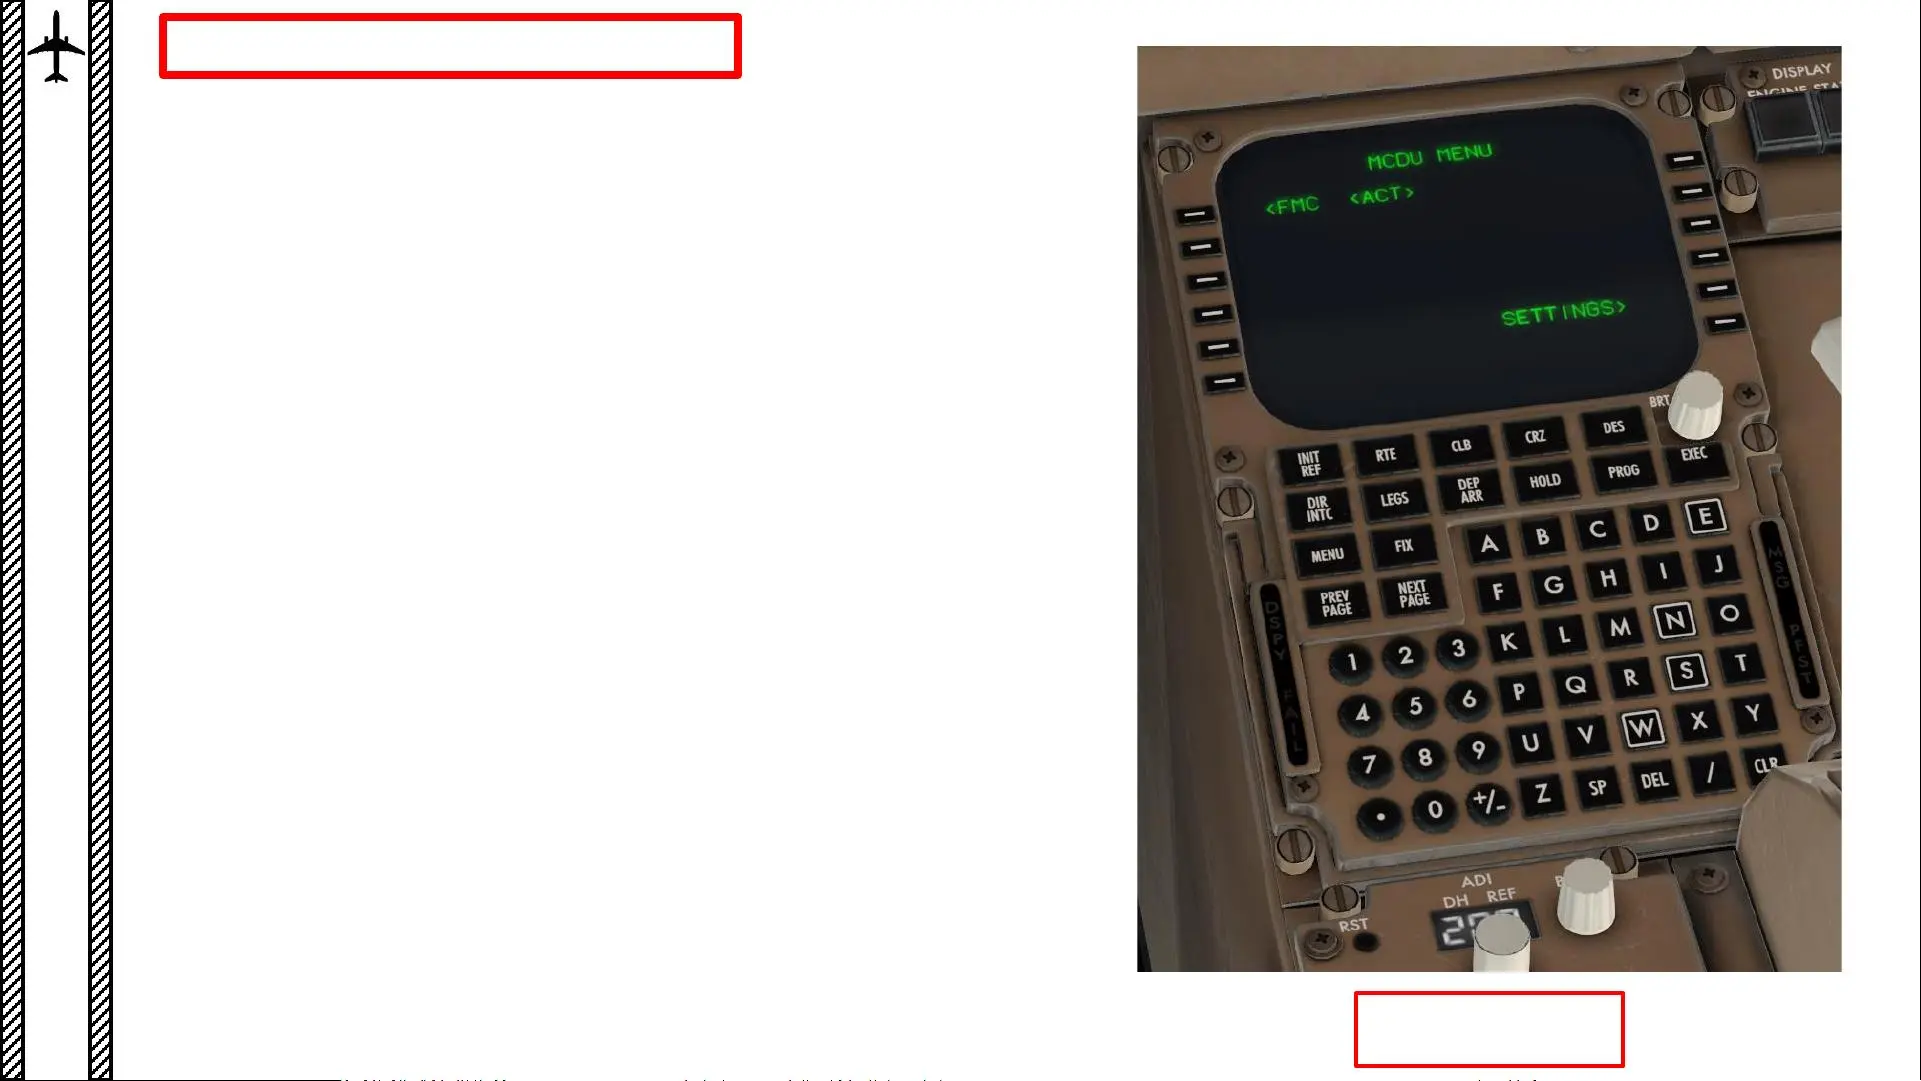 DISPLAY
MCDU MENU
<FMC <ACT>
SETTINGS>
BRT
INIT REF
RTE
CLB
CRZ
DES
DIR INTC
LEGS
DEP ARR
HOLD
PROG
EXEC
MENU
FIX
PREV PAGE
NEXT PAGE
A B C D E
F G H I J
K L M N O
P Q R S T
U V W X Y
Z SP DEL / CLR
1 2 3
4 5 6
7 8 9
. 0 +/-
DSPY FAIL
MSG
ADI
DH REF
RST